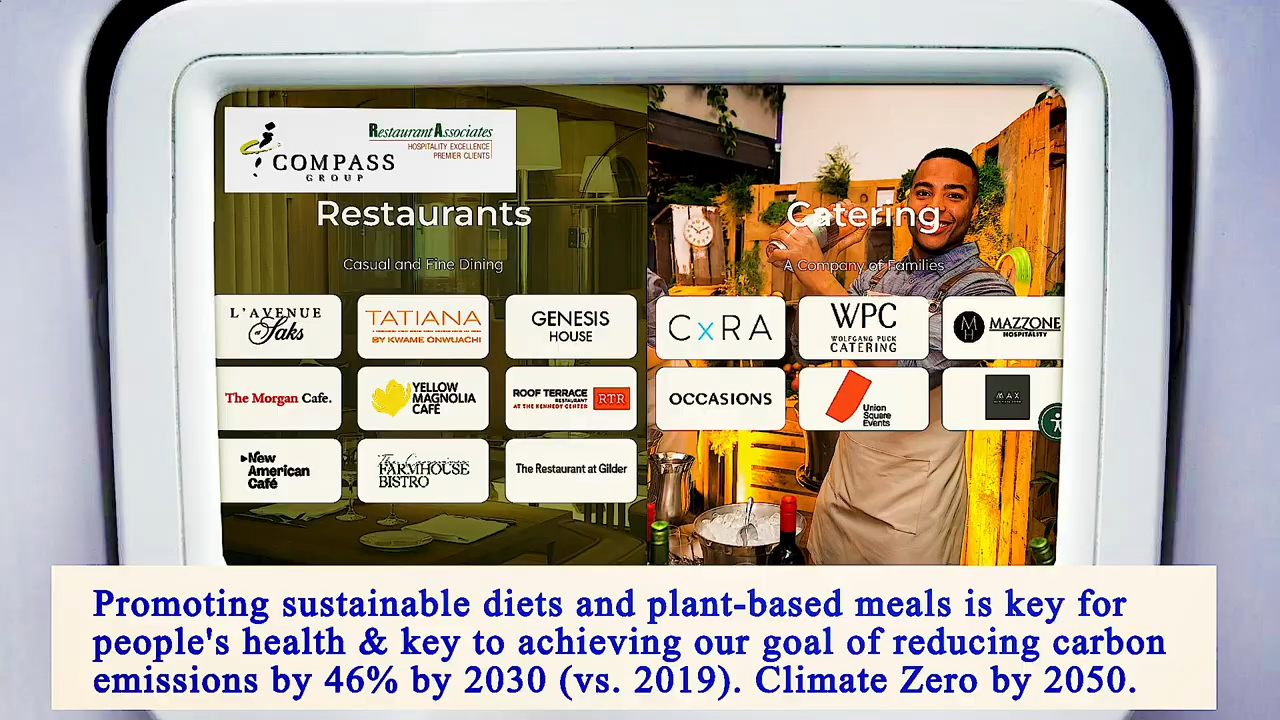 COMPASS
GROUP
Restaurant Associates
HOSPITALITY EXCELLENCE
PREMIER CLIENTS
Restaurants
Casual and Fine Dining
L'AVENUE
Saks
TATIANA
BY KWAME ONWUACHI
GENESIS
HOUSE
The Morgan Cafe.
YELLOW
MAGNOLIA
CAFÉ
ROOF TERRACE
RESTAURANT
AT THE KENNEDY CENTER
RTR
New
American
Café
FARMHOUSE
BISTRO
The Restaurant at Gilder
Catering
A Company of Families
CxRA
WPC
WOLFGANG PUCK
CATERING
MH
MAZZONE
HOSPITALITY
OCCASIONS
Union
Square
Events
MAX
Promoting sustainable diets and plant-based meals is key for
people's health & key to achieving our goal of reducing carbon
emissions by 46% by 2030 (vs. 2019). Climate Zero by 2050.